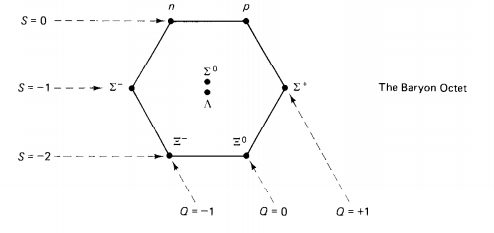 n p
S = 0
Σ⁰
S = −1 Σ⁻ Σ⁺ The Baryon Octet
Λ
Ξ⁻ Ξ⁰
S = −2
Q = −1 Q = 0 Q = +1